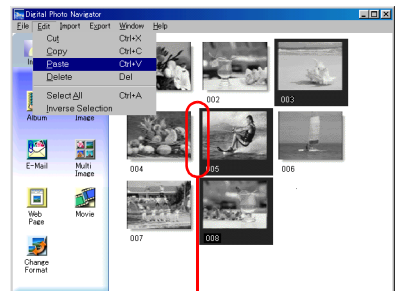 Digital Photo Navigator
File Edit Import Export Window Help
Cut Ctrl+X
Copy Ctrl+C
Paste Ctrl+V
Delete Del
Select All Ctrl+A
Inverse Selection
Album
Image
E-Mail
Multi
Image
Web
Page
Movie
Change
Format
002
003
004
005
006
007
008